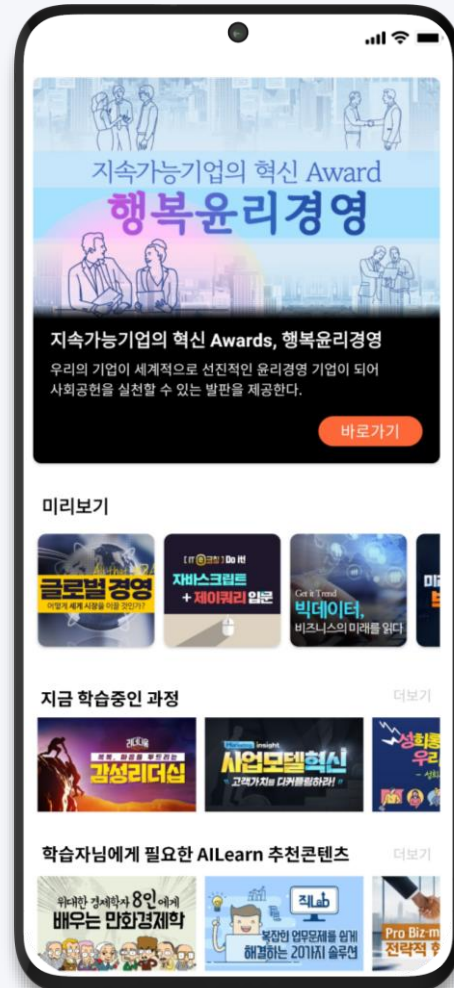 지속가능기업의 혁신 Award
행복윤리경영
지속가능기업의 혁신 Awards, 행복윤리경영
우리의 기업이 세계적으로 선진적인 윤리경영 기업이 되어
사회공헌을 실천할 수 있는 발판을 제공한다.
바로가기
미리보기
글로벌 경영
어떻게 세계 시장을 이끌 것인가?
Do it!
자바스크립트
+ 제이쿼리 입문
Get it Trend
빅데이터,
비즈니스의 미래를 읽다
지금 학습중인 과정
더보기
감성리더십
insight
사업모델혁신
고객가치를 디커플링하라!
학습자님에게 필요한 AILearn 추천콘텐츠
더보기
위대한 경제학자 8인에게
배우는 만화경제학
직Lab
복잡한 업무문제를 쉽게
해결하는 20가지 솔루션
Pro Biz-m
전략적